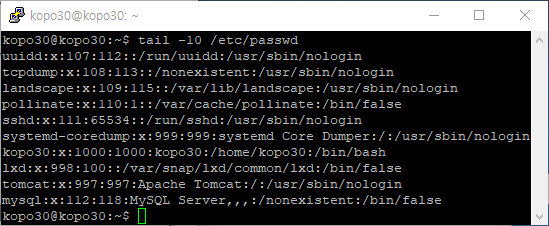 kopo30@kopo30: ~
kopo30@kopo30:~$ tail -10 /etc/passwd
uuidd:x:107:112::/run/uuidd:/usr/sbin/nologin
tcpdump:x:108:113::/nonexistent:/usr/sbin/nologin
landscape:x:109:115::/var/lib/landscape:/usr/sbin/nologin
pollinate:x:110:1::/var/cache/pollinate:/bin/false
sshd:x:111:65534::/run/sshd:/usr/sbin/nologin
systemd-coredump:x:999:999:systemd Core Dumper:/:/usr/sbin/nologin
kopo30:x:1000:1000:kopo30:/home/kopo30:/bin/bash
lxd:x:998:100::/var/snap/lxd/common/lxd:/bin/false
tomcat:x:997:997:Apache Tomcat:/:/usr/sbin/nologin
mysql:x:112:118:MySQL Server,,,:/nonexistent:/bin/false
kopo30@kopo30:~$